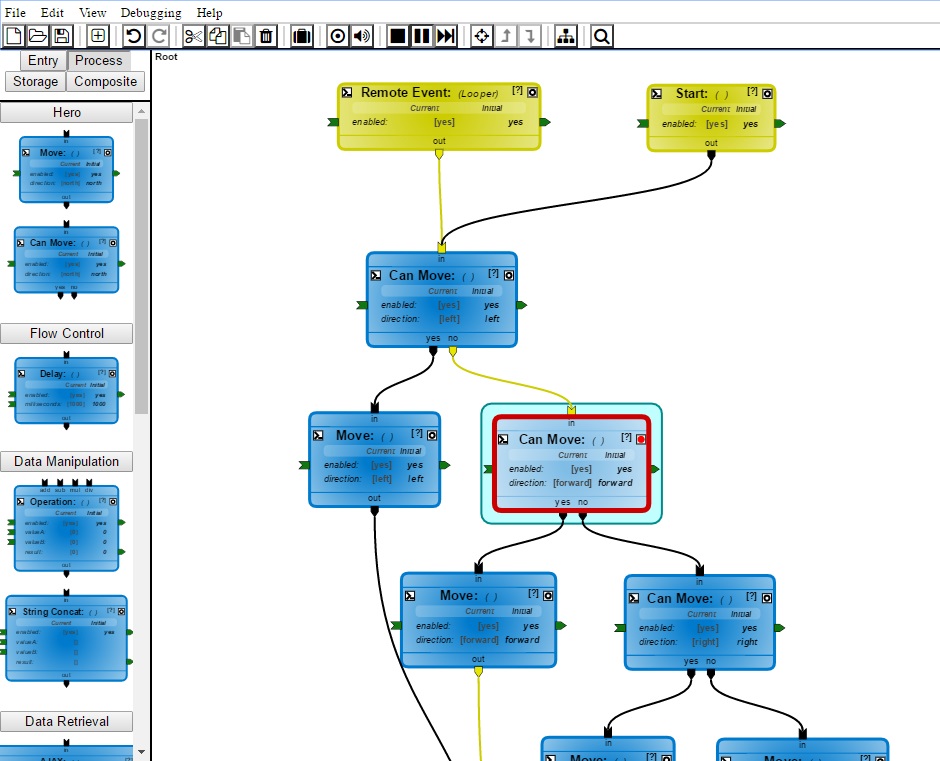 File Edit View Debugging Help
Entry Process
Storage Composite
Root
Hero
Move: ( ) [?]
Current Initial
enabled: [yes] yes
direction: [north] north
out
in
Can Move: ( ) [?]
Current Initial
enabled: [yes] yes
direction: [north] north
yes no
Flow Control
in
Delay: ( ) [?]
Current Initial
enabled: [yes] yes
milliseconds: [1000] 1000
out
Data Manipulation
add sub mul div
Operation: ( ) [?]
Current Initial
enabled: [yes] yes
valueA: [0] 0
valueB: [0] 0
result: [0] 0
out
in
String Concat: ( ) [?]
Current Initial
enabled: [yes] yes
valueA: []
valueB: []
result: []
out
Data Retrieval
in
Remote Event: (Looper) [?]
Current Initial
enabled: [yes] yes
out
Start: ( ) [?]
Current Initial
enabled: [yes] yes
out
in
Can Move: ( ) [?]
Current Initial
enabled: [yes] yes
direction: [left] left
yes no
in
Move: ( ) [?]
Current Initial
enabled: [yes] yes
direction: [left] left
out
in
Can Move: ( ) [?]
Current Initial
enabled: [yes] yes
direction: [forward] forward
yes no
in
Move: ( ) [?]
Current Initial
enabled: [yes] yes
direction: [forward] forward
out
in
Can Move: ( ) [?]
Current Initial
enabled: [yes] yes
direction: [right] right
yes no
in
Move: ( ) [?]
in
Move: ( ) [?]